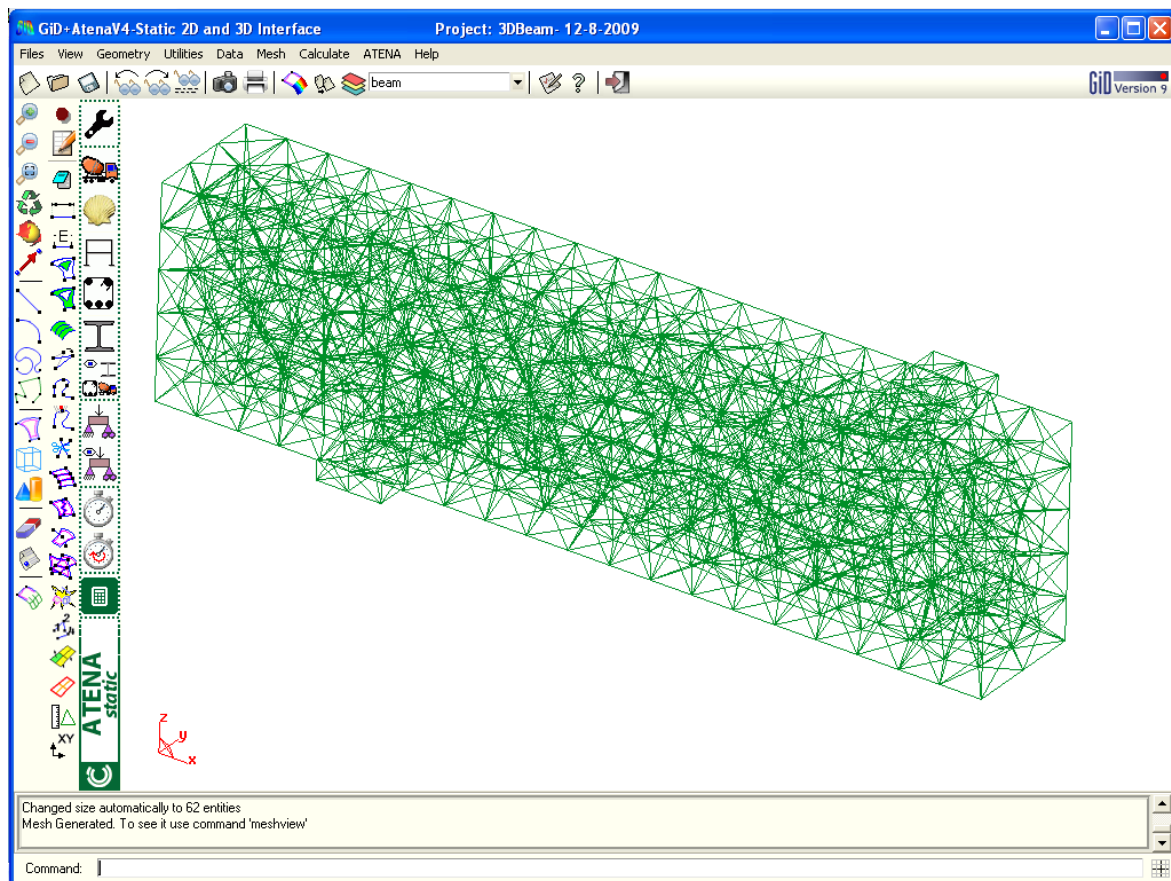 GiD+AtenaV4-Static 2D and 3D Interface Project: 3DBeam- 12-8-2009
Files View Geometry Utilities Data Mesh Calculate ATENA Help
beam
GiD Version 9
E
XY
ATENA
static
z
y
x
Changed size automatically to 62 entities
Mesh Generated. To see it use command 'meshview'
Command: